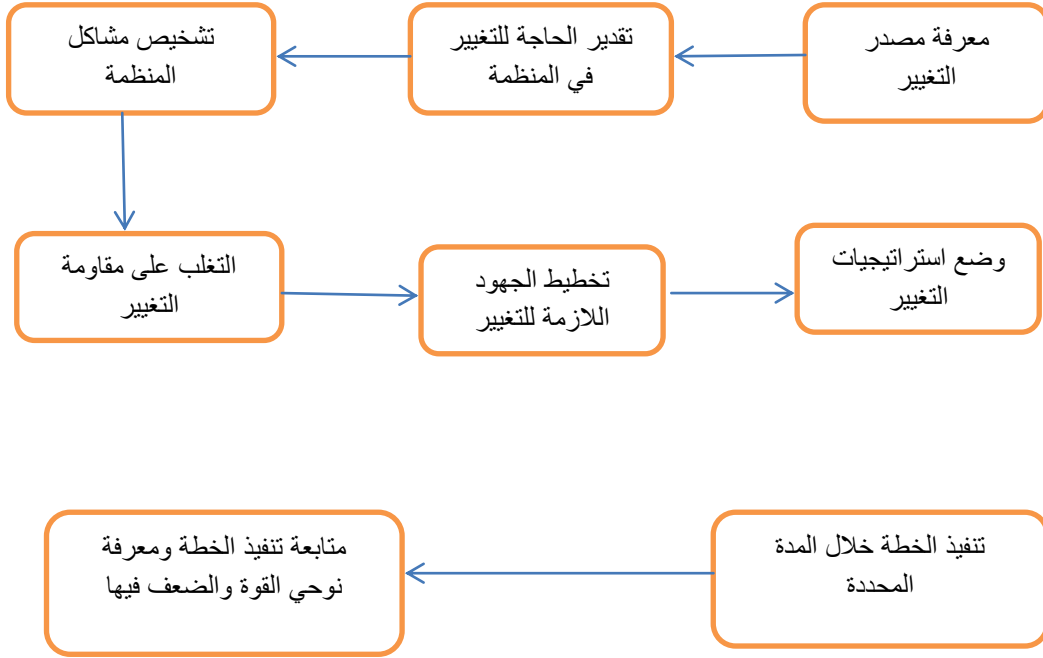 معرفة مصدر
التغيير
تقدير الحاجة للتغيير
في المنظمة
تشخيص مشاكل
المنظمة
التغلب على مقاومة
التغيير
تخطيط الجهود
اللازمة للتغيير
وضع استراتيجيات
التغيير
تنفيذ الخطة خلال المدة
المحددة
متابعة تنفيذ الخطة ومعرفة
نوحي القوة والضعف فيها